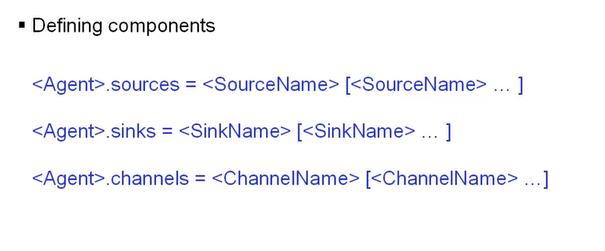 ▪ Defining components
<Agent>.sources = <SourceName> [<SourceName> … ]
<Agent>.sinks = <SinkName> [<SinkName> … ]
<Agent>.channels = <ChannelName> [<ChannelName> …]